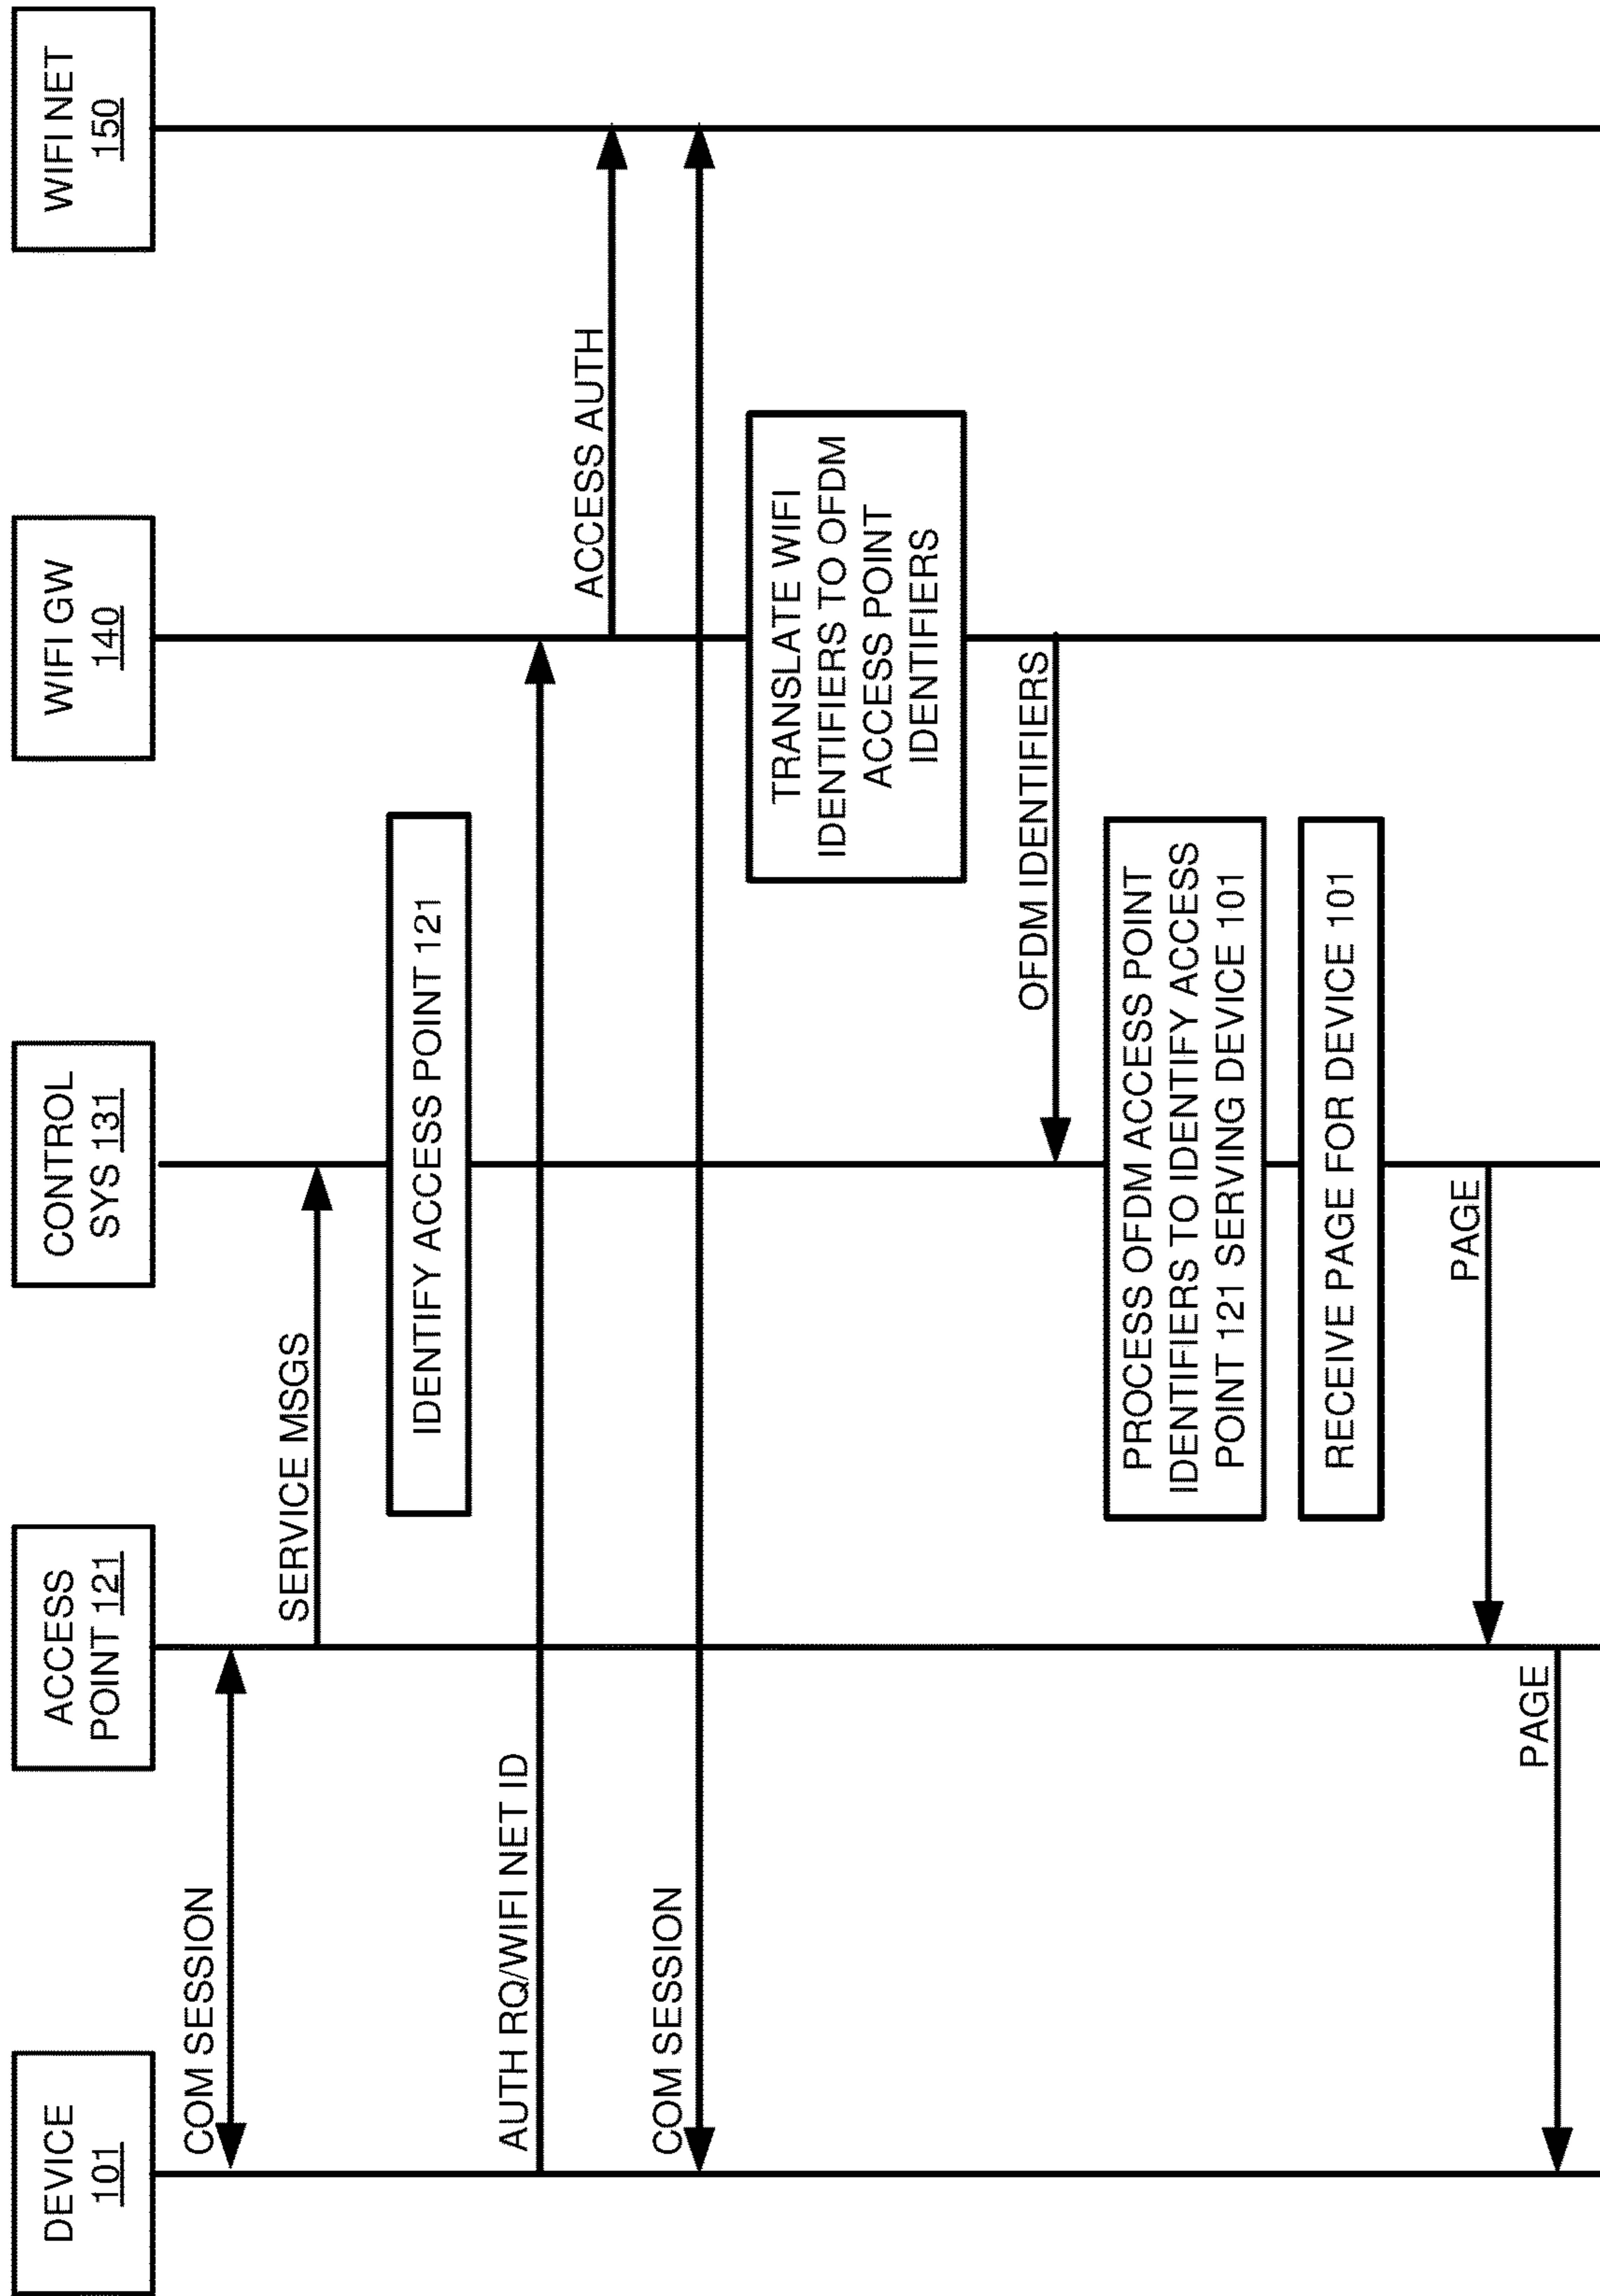 DEVICE
101
ACCESS
POINT 121
CONTROL
SYS 131
WIFI GW
140
WIFI NET
150
COM SESSION
SERVICE MSGS
IDENTIFY ACCESS POINT 121
AUTH RQ/WIFI NET ID
ACCESS AUTH
COM SESSION
TRANSLATE WIFI
IDENTIFIERS TO OFDM
ACCESS POINT
IDENTIFIERS
OFDM IDENTIFIERS
PROCESS OFDM ACCESS POINT
IDENTIFIERS TO IDENTIFY ACCESS
POINT 121 SERVING DEVICE 101
RECEIVE PAGE FOR DEVICE 101
PAGE
PAGE